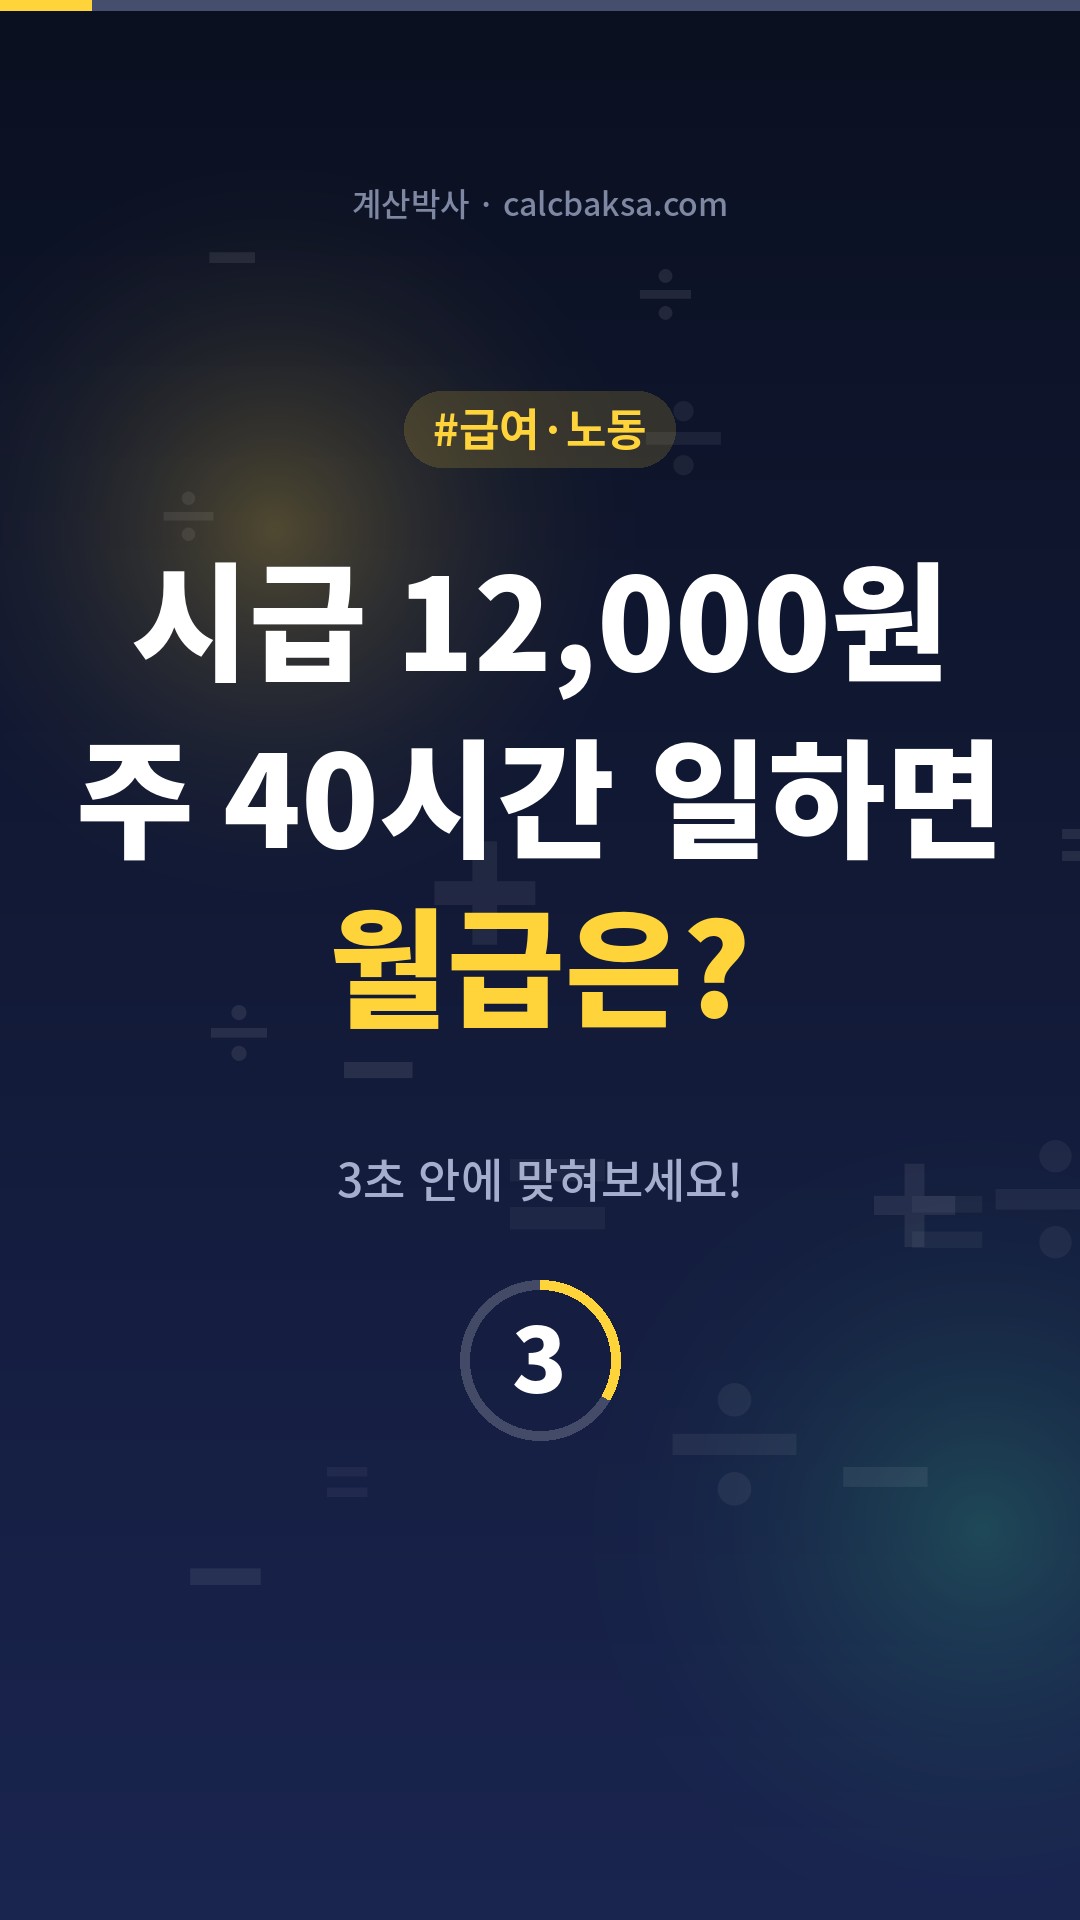 계산박사 · calcbaksa.com
#급여·노동
시급 12,000원
주 40시간 일하면
월급은?
3초 안에 맞혀보세요!
3